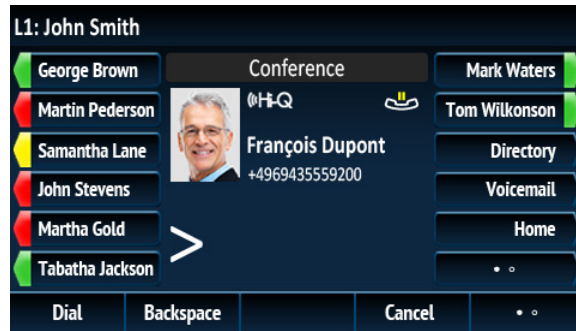 L1: John Smith
George Brown
Conference
Mark Waters
Martin Pederson
Hi-Q
Tom Wilkonson
Samantha Lane
François Dupont
Directory
+4969435559200
John Stevens
Voicemail
Martha Gold
>
Home
Tabatha Jackson
Dial
Backspace
Cancel